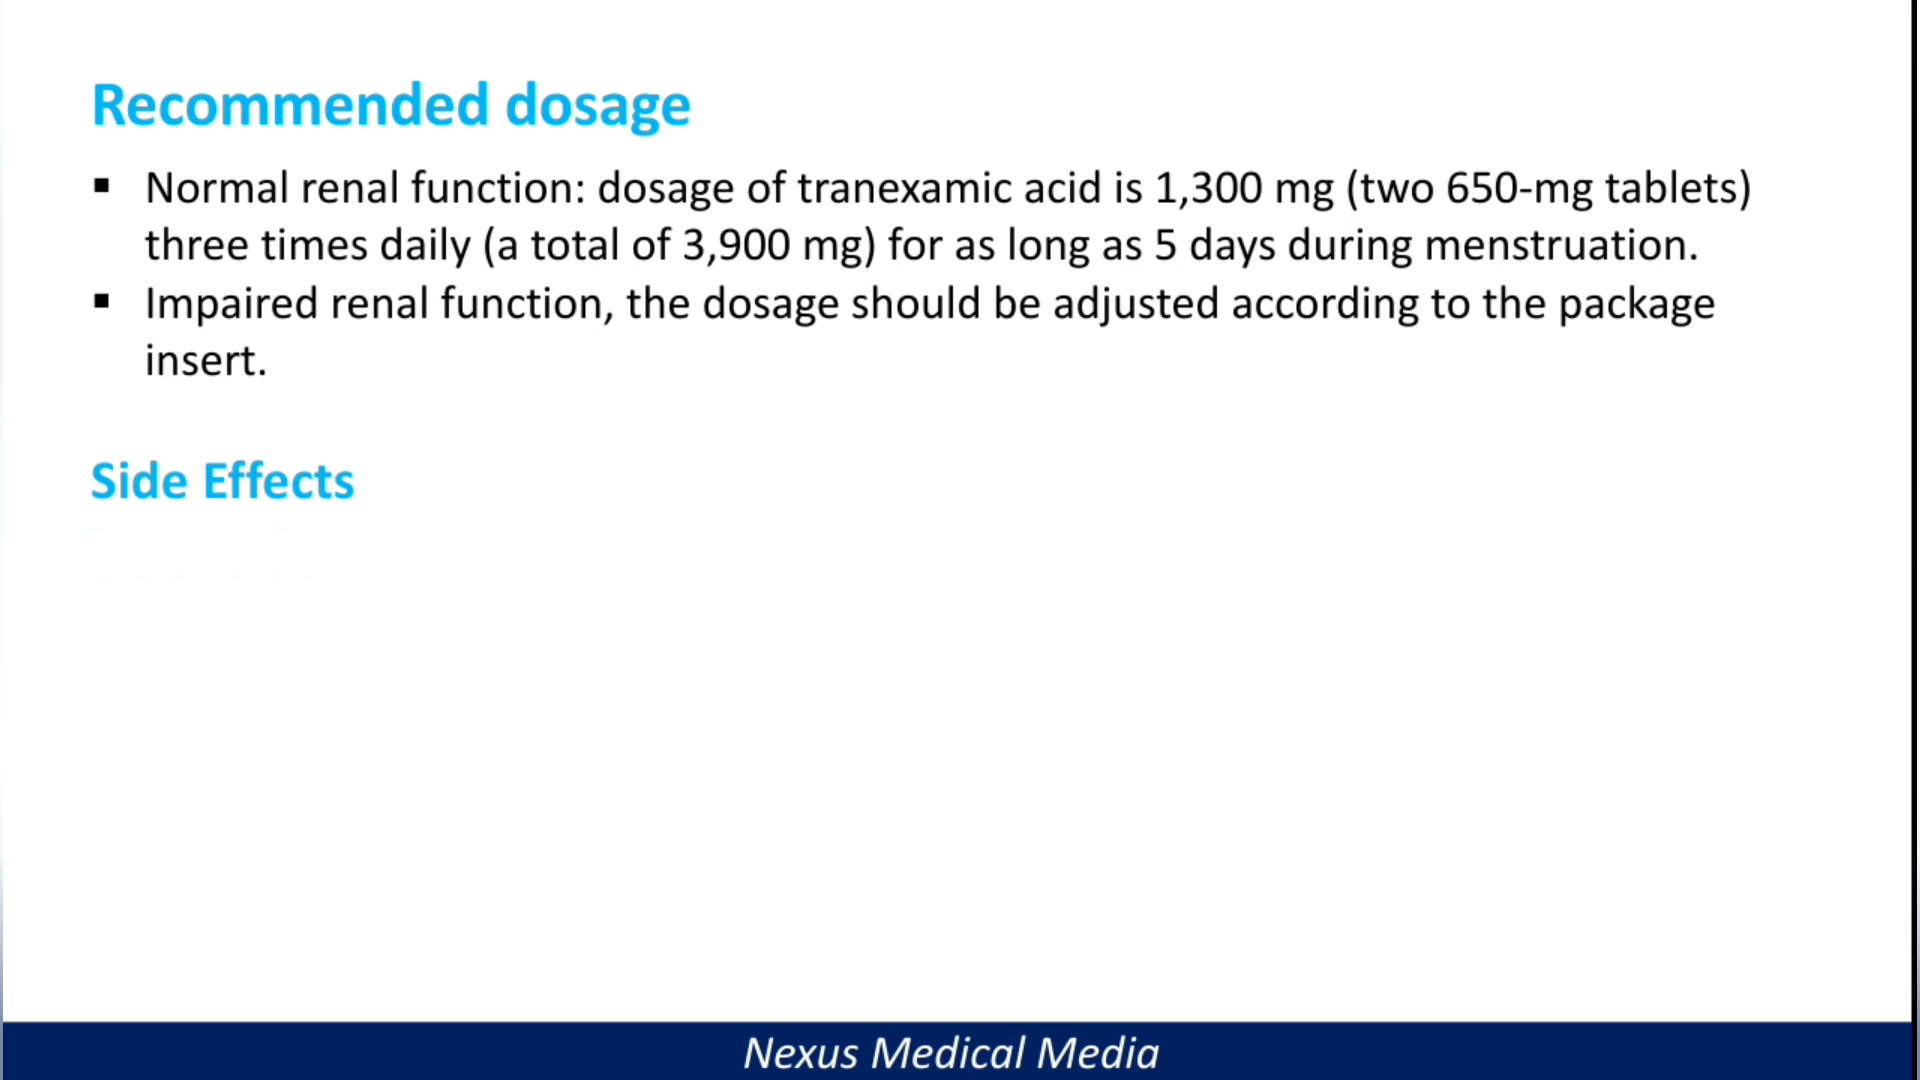 Recommended dosage
▪ Normal renal function: dosage of tranexamic acid is 1,300 mg (two 650-mg tablets)
three times daily (a total of 3,900 mg) for as long as 5 days during menstruation.
▪ Impaired renal function, the dosage should be adjusted according to the package
insert.
Side Effects
Nexus Medical Media